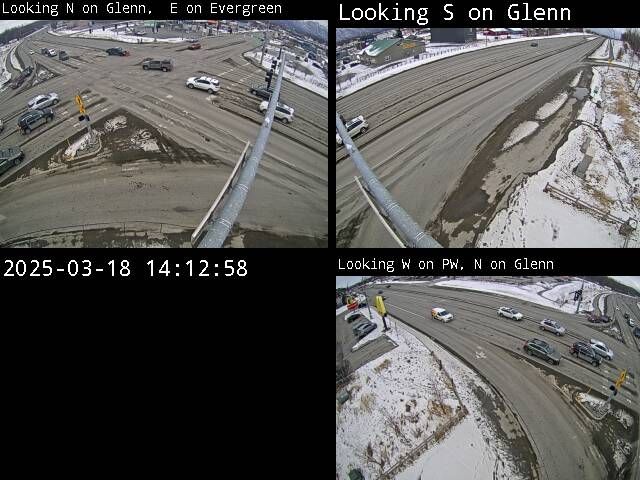 Looking N on Glenn,  E on Evergreen
Looking S on Glenn
2025-03-18 14:12:58
Looking W on PW, N on Glenn